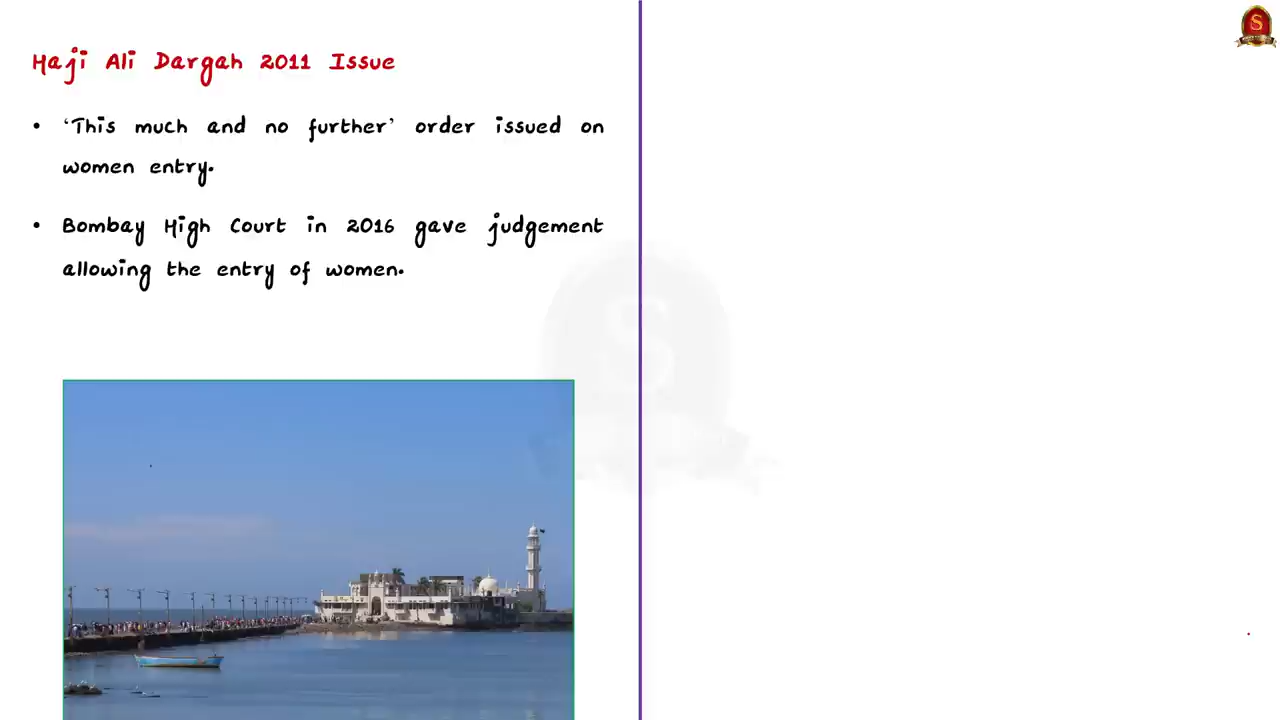 Haji Ali Dargah 2011 Issue
• ‘This much and no further’ order issued on
women entry.
• Bombay High Court in 2016 gave judgement
allowing the entry of women.
S
S